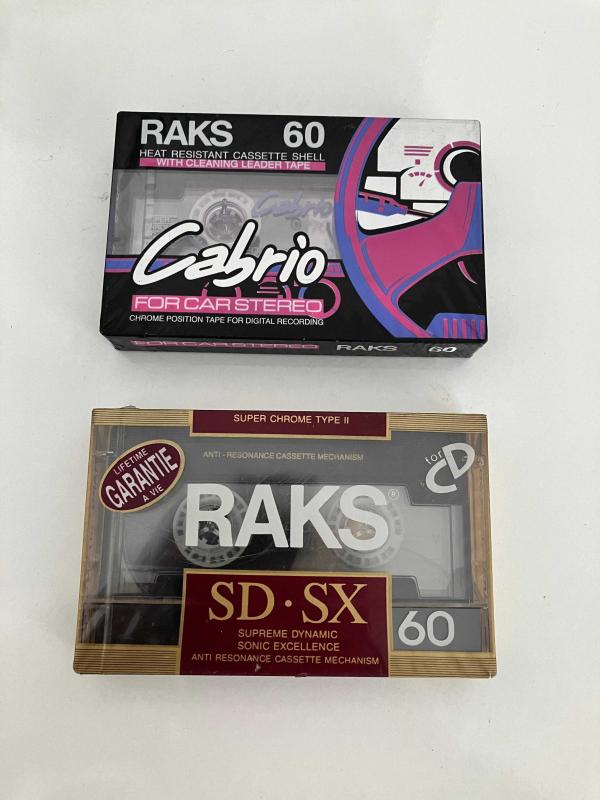 RAKS 60
HEAT RESISTANT CASSETTE SHELL
WITH CLEANING LEADER TAPE
Cabrio
Cabrio
FOR CAR STEREO
CHROME POSITION TAPE FOR DIGITAL RECORDING
FOR CAR STEREO RAKS 60
SUPER CHROME TYPE II
LIFETIME
GARANTIE
A VIE
ANTI - RESONANCE CASSETTE MECHANISM
for CD
RAKS®
SD·SX
60
SUPREME DYNAMIC
SONIC EXCELLENCE
ANTI RESONANCE CASSETTE MECHANISM